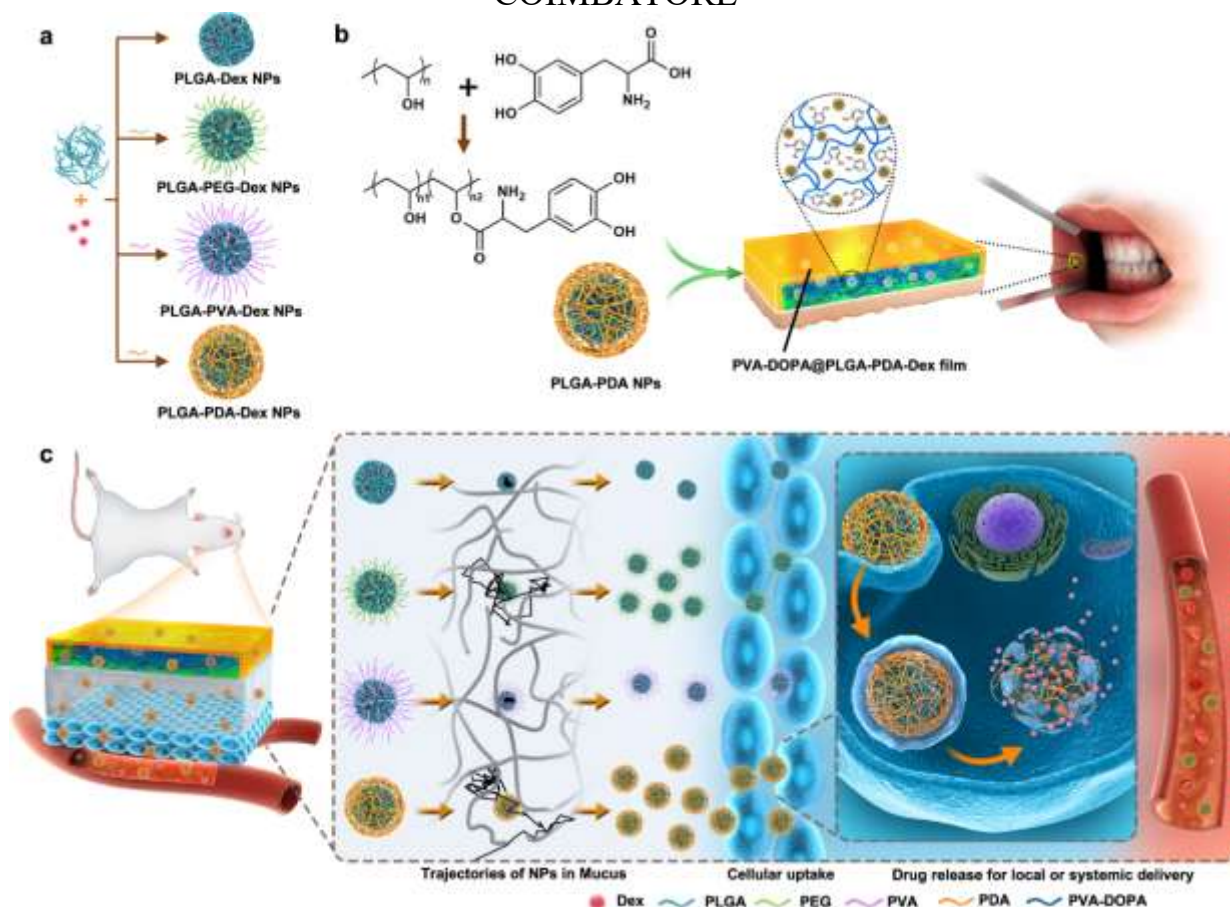 COIMBATORE
a
PLGA-Dex NPs
PLGA-PEG-Dex NPs
PLGA-PVA-Dex NPs
PLGA-PDA-Dex NPs
b
n
OH
+
HO
HO
O
OH
NH2
n1
n2
OH
O
NH2
O
OH
OH
PLGA-PDA NPs
PVA-DOPA@PLGA-PDA-Dex film
c
Trajectories of NPs in Mucus
Cellular uptake
Drug release for local or systemic delivery
Dex PLGA PEG PVA PDA PVA-DOPA